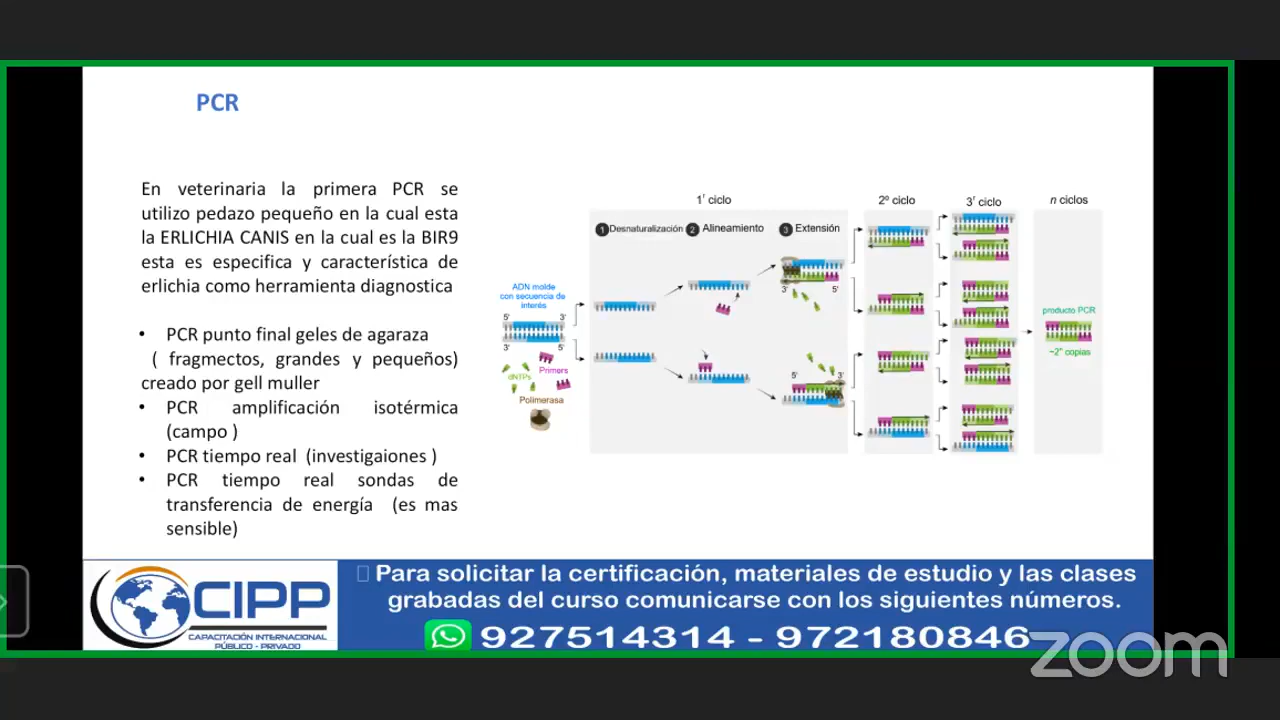 PCR
En veterinaria la primera PCR se
utilizo pedazo pequeño en la cual esta
la ERLICHIA CANIS en la cual es la BIR9
esta es especifica y característica de
erlichia como herramienta diagnostica
• PCR punto final geles de agaraza
( fragmectos, grandes y pequeños)
creado por gell muller
• PCR amplificación isotérmica
(campo )
• PCR tiempo real (investigaiones )
• PCR tiempo real sondas de
transferencia de energía (es mas
sensible)
1ʳ ciclo
2º ciclo
3ʳ ciclo
n ciclos
1 Desnaturalización
2 Alineamiento
3 Extensión
ADN molde
con secuencia de
interés
5' 3'
3' 5'
dNTPs
Primers
Polimerasa
3' 5'
5' 3'
producto PCR
~2ⁿ copias
CIPP
CAPACITACIÓN INTERNACIONAL
PÚBLICO - PRIVADO
Para solicitar la certificación, materiales de estudio y las clases
grabadas del curso comunicarse con los siguientes números.
927514314 - 972180846
zoom